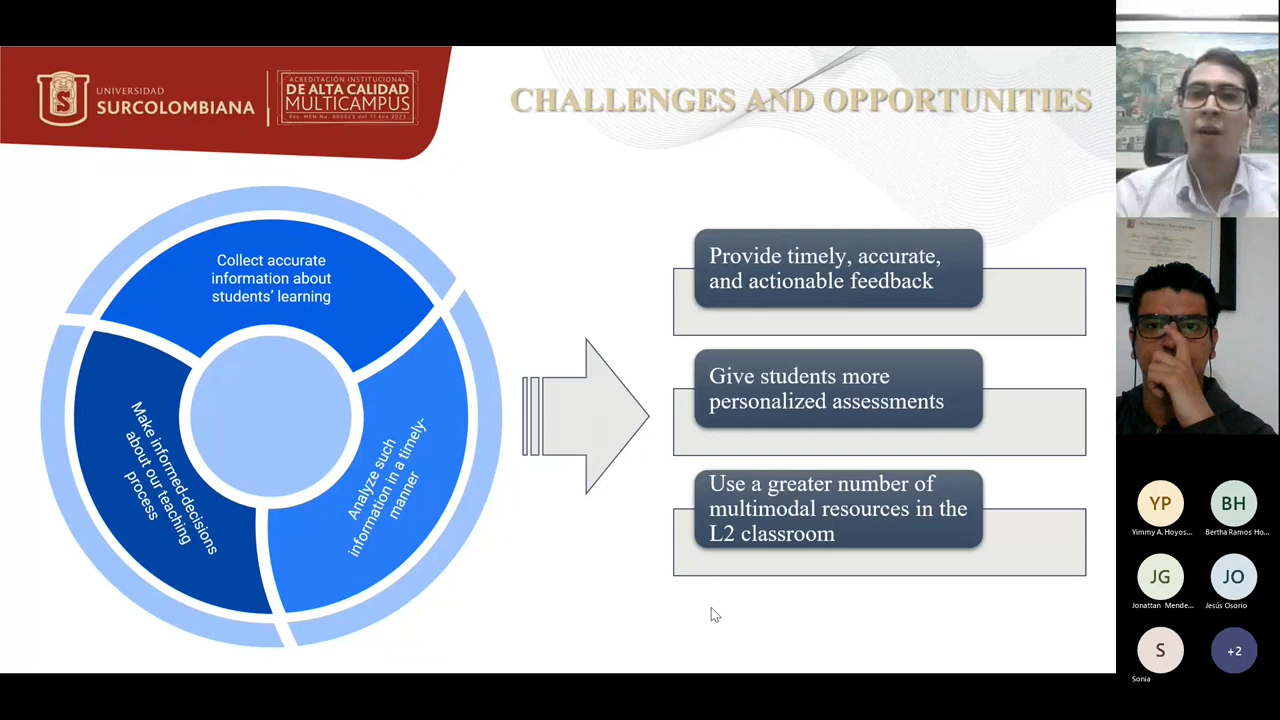 UNIVERSIDAD
SURCOLOMBIANA
ACREDITACIÓN INSTITUCIONAL
DE ALTA CALIDAD
MULTICAMPUS
Res. MEN No. 000023 del 11 Ene 2023
CHALLENGES AND OPPORTUNITIES
Collect accurate
information about
students' learning
Analyze such
information in a timely-
manner
Make informed-decisions
about our teaching
process
Provide timely, accurate,
and actionable feedback
Give students more
personalized assessments
Use a greater number of
multimodal resources in the
L2 classroom
YP
Yimmy A. Hoyos...
BH
Bertha Ramos Ho...
JG
Jonattan Mende...
JO
Jesús Osorio
S
Sonia
+2